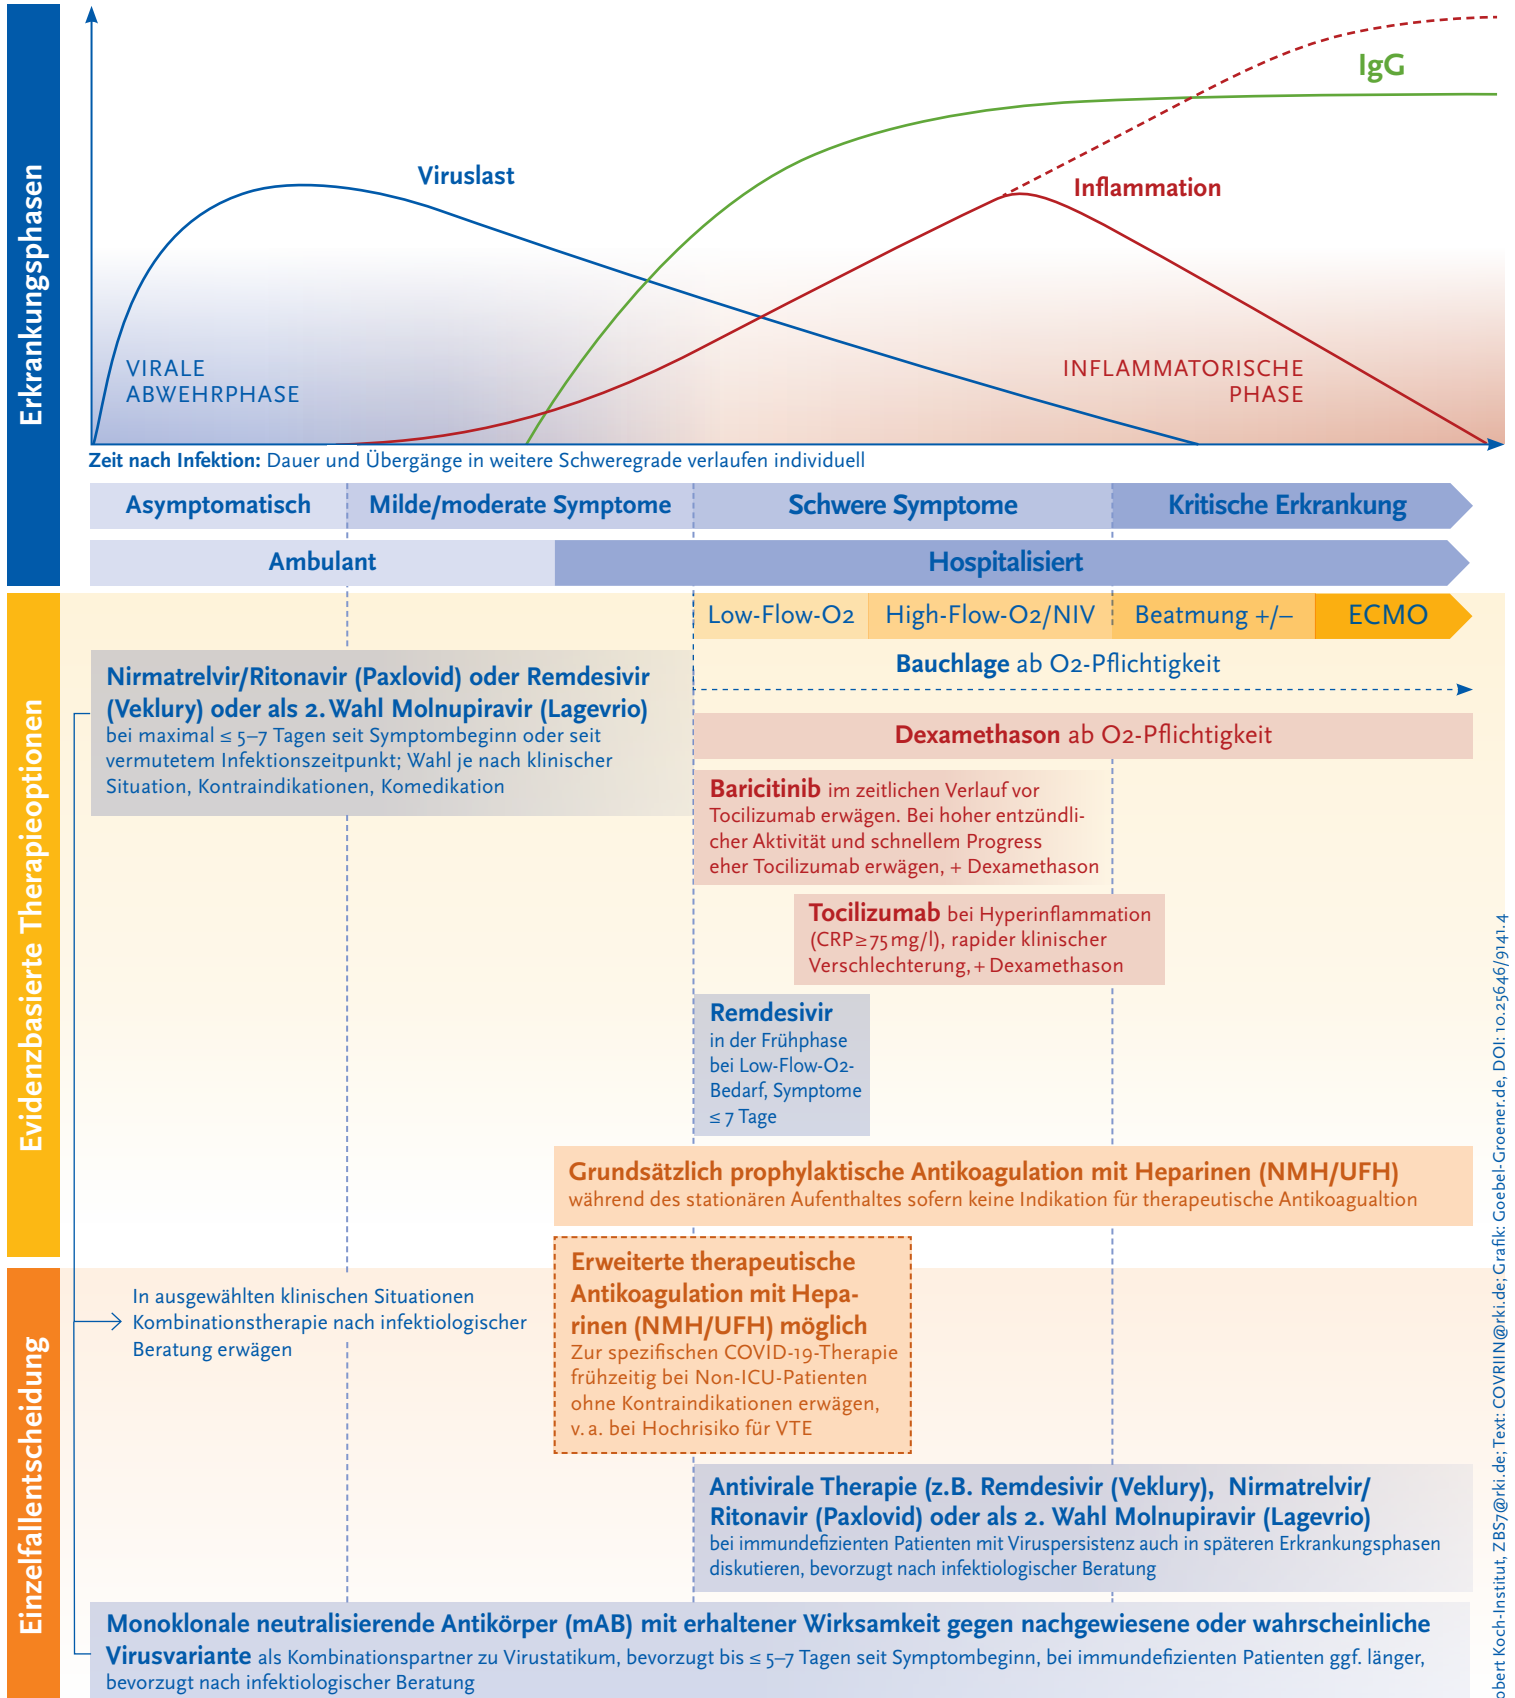 Erkrankungsphasen
IgG
Viruslast
Inflammation
VIRALE
ABWEHRPHASE
INFLAMMATORISCHE
PHASE
Zeit nach Infektion: Dauer und Übergänge in weitere Schweregrade verlaufen individuell
Asymptomatisch
Milde/moderate Symptome
Schwere Symptome
Kritische Erkrankung
Ambulant
Hospitalisiert
Evidenzbasierte Therapieoptionen
Low-Flow-O2
High-Flow-O2/NIV
Beatmung +/–
ECMO
Nirmatrelvir/Ritonavir (Paxlovid) oder Remdesivir
(Veklury) oder als 2. Wahl Molnupiravir (Lagevrio)
bei maximal ≤ 5–7 Tagen seit Symptombeginn oder seit
vermutetem Infektionszeitpunkt; Wahl je nach klinischer
Situation, Kontraindikationen, Komedikation
Bauchlage ab O2-Pflichtigkeit
Dexamethason ab O2-Pflichtigkeit
Baricitinib im zeitlichen Verlauf vor
Tocilizumab erwägen. Bei hoher entzündli-
cher Aktivität und schnellem Progress
eher Tocilizumab erwägen, + Dexamethason
Tocilizumab bei Hyperinflammation
(CRP ≥ 75 mg/l), rapider klinischer
Verschlechterung, + Dexamethason
Remdesivir
in der Frühphase
bei Low-Flow-O2-
Bedarf, Symptome
≤ 7 Tage
Grundsätzlich prophylaktische Antikoagulation mit Heparinen (NMH/UFH)
während des stationären Aufenthaltes sofern keine Indikation für therapeutische Antikoagualtion
Einzelfallentscheidung
Erweiterte therapeutische
Antikoagulation mit Hepa-
rinen (NMH/UFH) möglich
Zur spezifischen COVID-19-Therapie
frühzeitig bei Non-ICU-Patienten
ohne Kontraindikationen erwägen,
v. a. bei Hochrisiko für VTE
In ausgewählten klinischen Situationen
Kombinationstherapie nach infektiologischer
Beratung erwägen
Antivirale Therapie (z.B. Remdesivir (Veklury), Nirmatrelvir/
Ritonavir (Paxlovid) oder als 2. Wahl Molnupiravir (Lagevrio)
bei immundefizienten Patienten mit Viruspersistenz auch in späteren Erkrankungsphasen
diskutieren, bevorzugt nach infektiologischer Beratung
Monoklonale neutralisierende Antikörper (mAB) mit erhaltener Wirksamkeit gegen nachgewiesene oder wahrscheinliche
Virusvariante als Kombinationspartner zu Virustatikum, bevorzugt bis ≤ 5–7 Tagen seit Symptombeginn, bei immundefizienten Patienten ggf. länger,
bevorzugt nach infektiologischer Beratung
obert Koch-Institut, ZBS7@rki.de; Text: COVRIIN@rki.de; Grafik: Goebel-Groener.de, DOI: 10.25646/9141.4